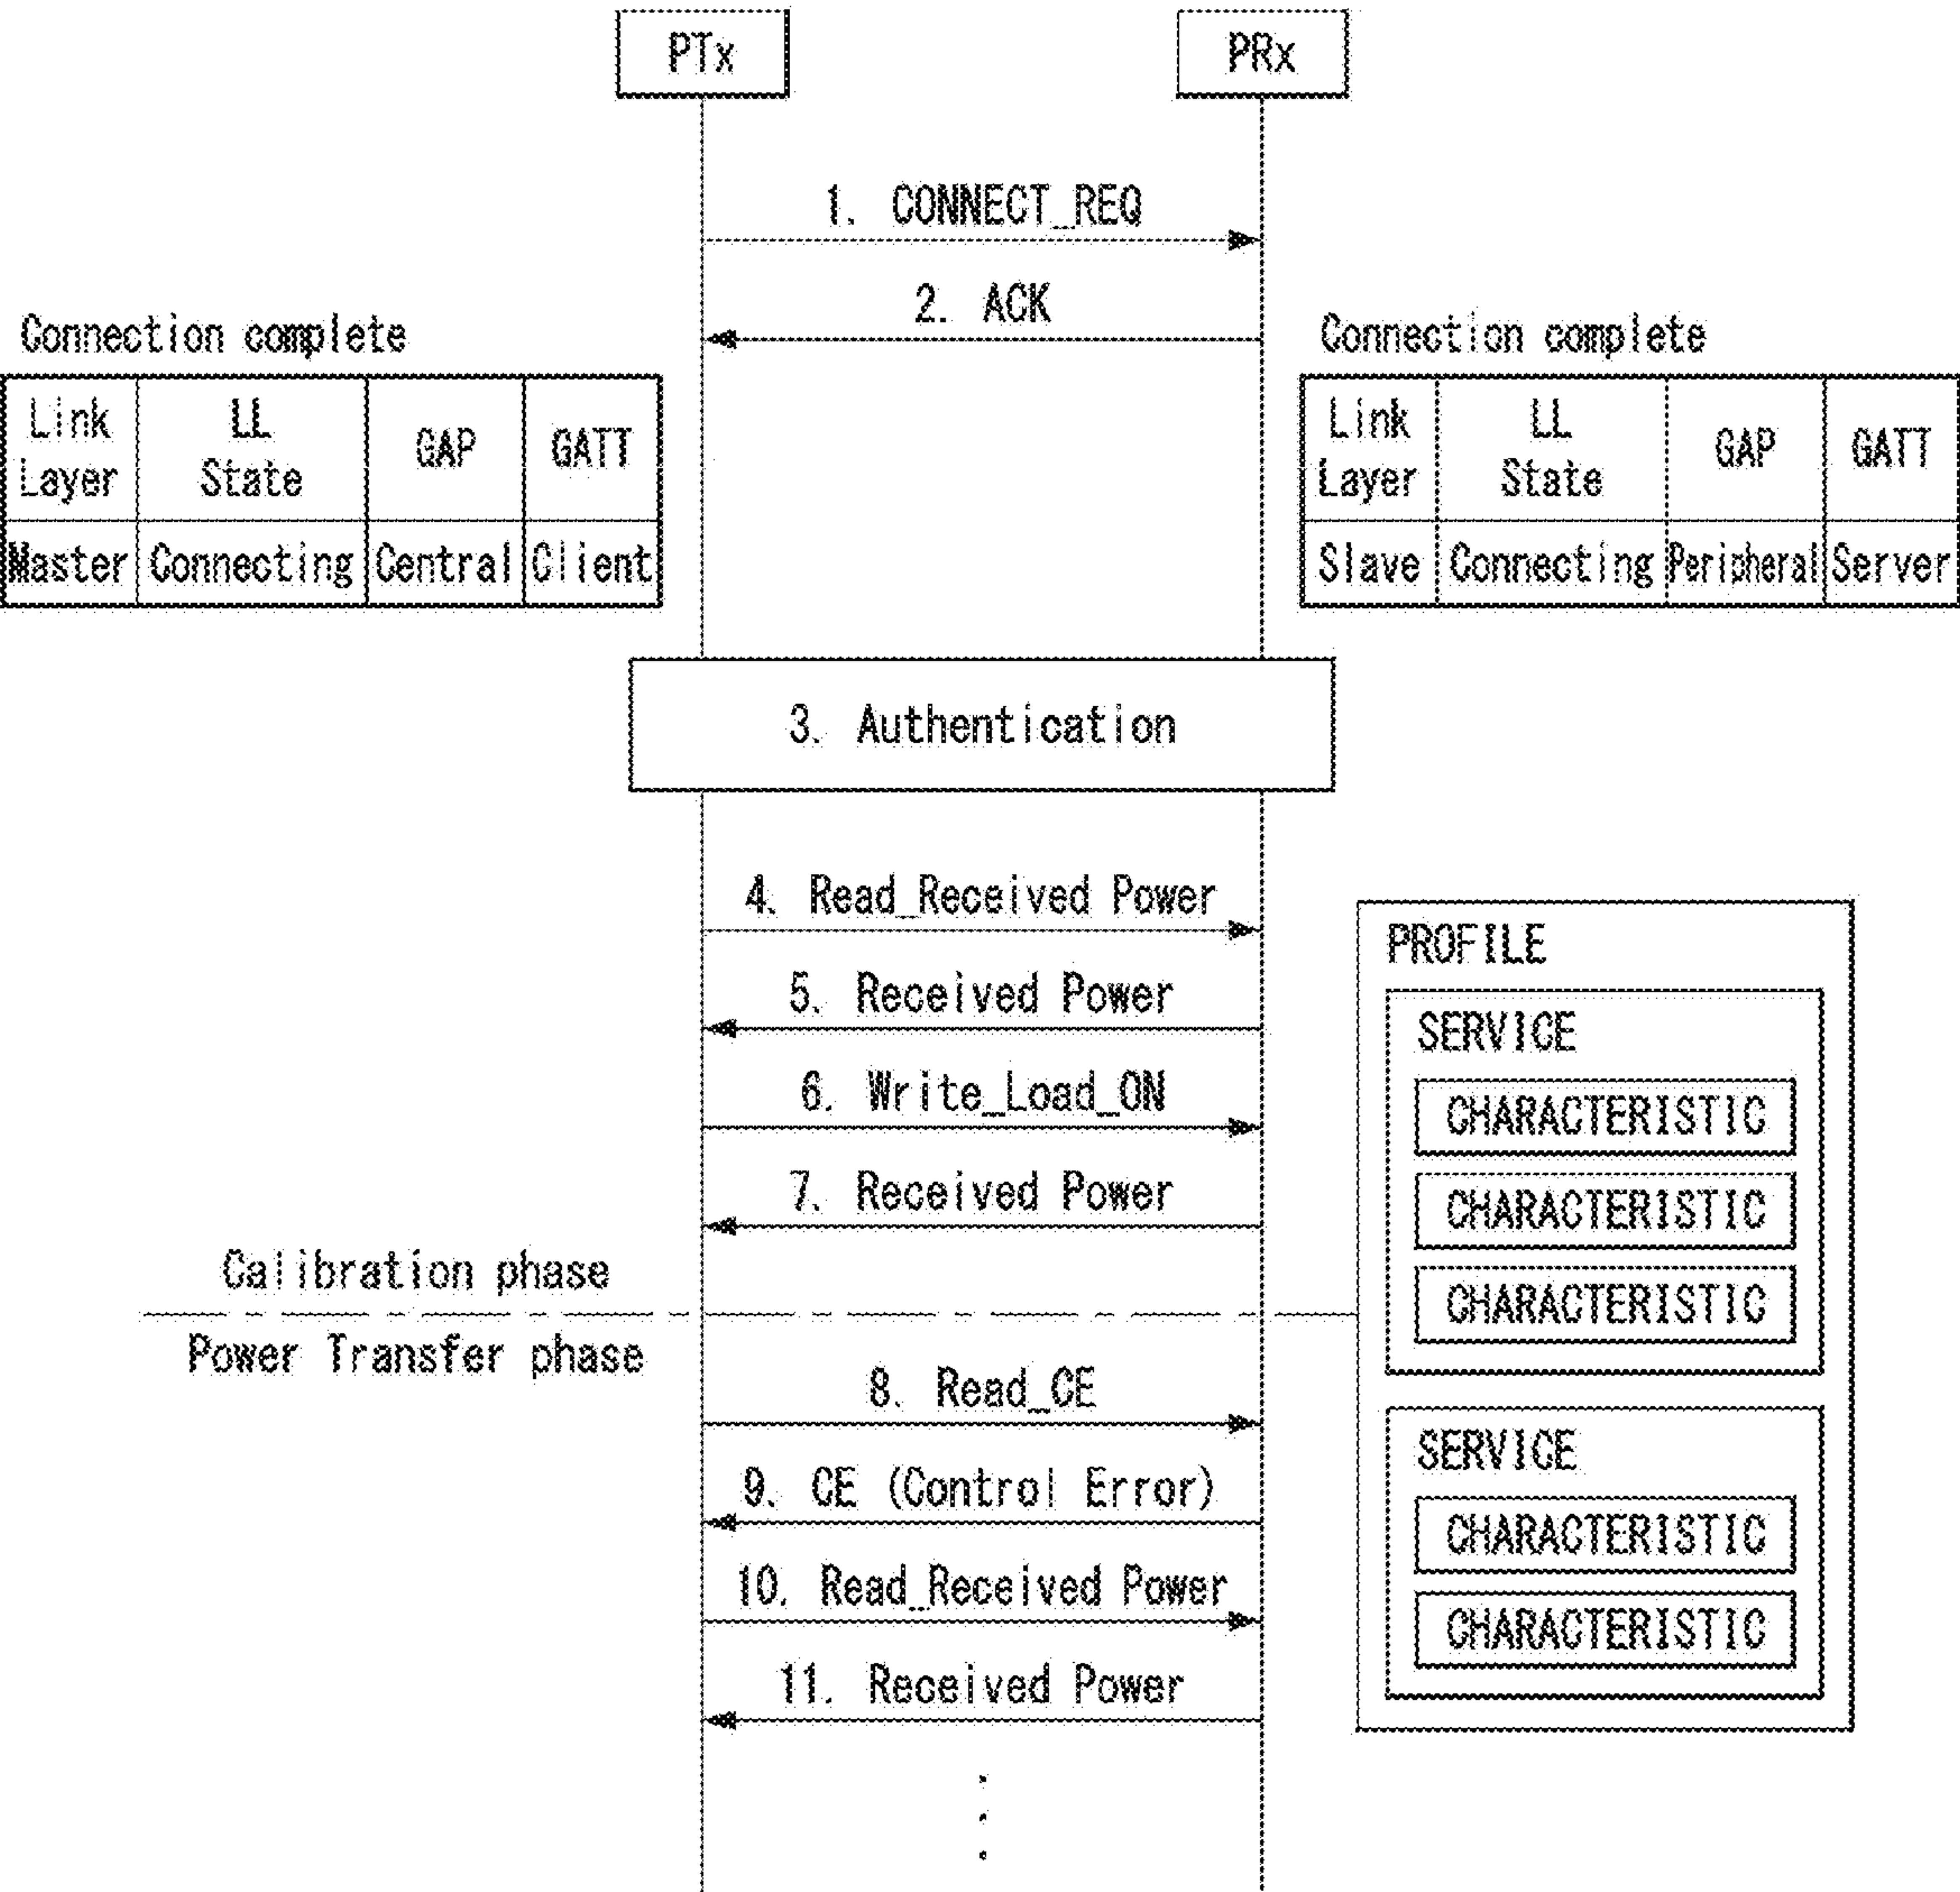 PTx
PRx
1. CONNECT_REQ
2. ACK
Connection complete
Link Layer
LL State
GAP
GATT
Master
Connecting
Central
Client
Connection complete
Link Layer
LL State
GAP
GATT
Slave
Connecting
Peripheral
Server
3. Authentication
4. Read_Received Power
5. Received Power
6. Write_Load_ON
7. Received Power
Calibration phase
Power Transfer phase
8. Read_CE
9. CE (Control Error)
10. Read_Received Power
11. Received Power
PROFILE
SERVICE
CHARACTERISTIC
CHARACTERISTIC
CHARACTERISTIC
SERVICE
CHARACTERISTIC
CHARACTERISTIC